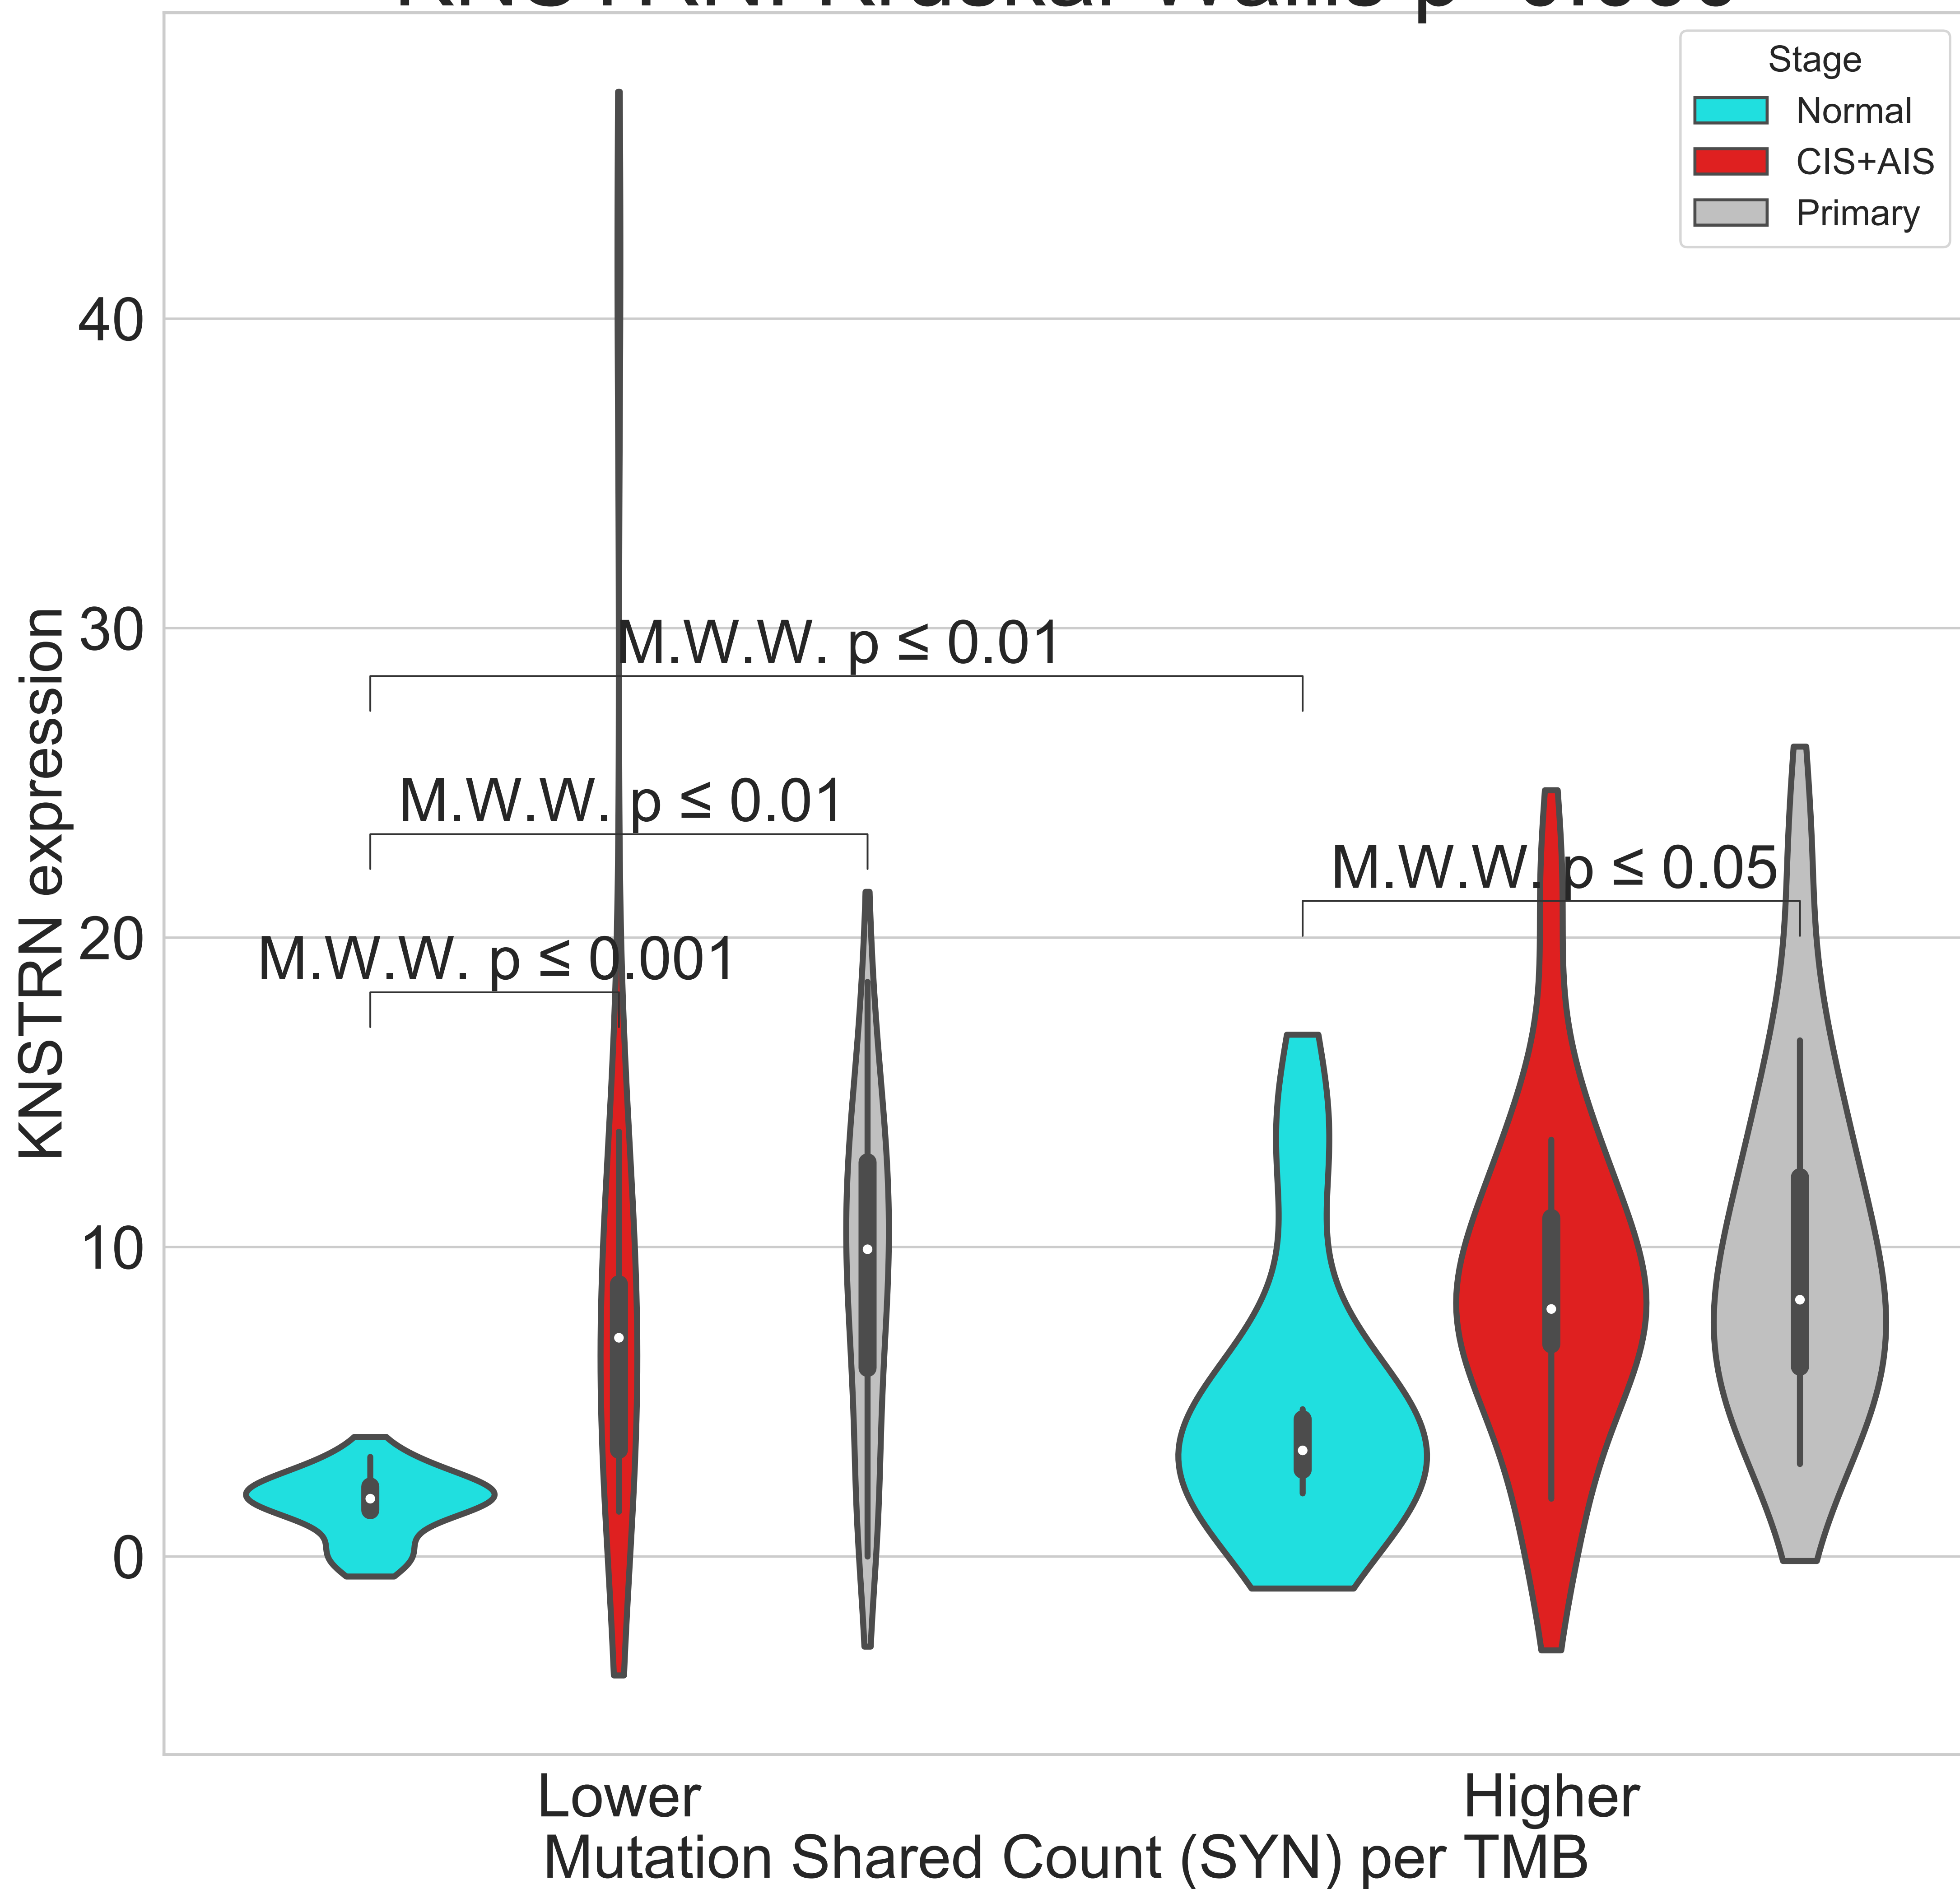 Stage
Normal
CIS+AIS
Primary
40
30
20
10
0
KNSTRN expression
M.W.W. p ≤ 0.01
M.W.W. p ≤ 0.01
M.W.W. p ≤ 0.05
M.W.W. p ≤ 0.001
Lower
Higher
Mutation Shared Count (SYN) per TMB